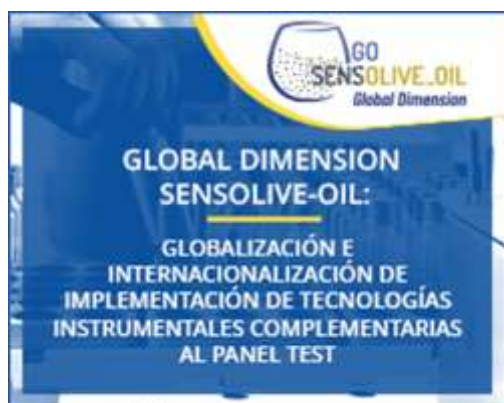 GO
SENSOLIVE_OIL
Global Dimension
GLOBAL DIMENSION
SENSOLIVE-OIL:
GLOBALIZACIÓN E
INTERNACIONALIZACIÓN DE
IMPLEMENTACIÓN DE TECNOLOGÍAS
INSTRUMENTALES COMPLEMENTARIAS
AL PANEL TEST